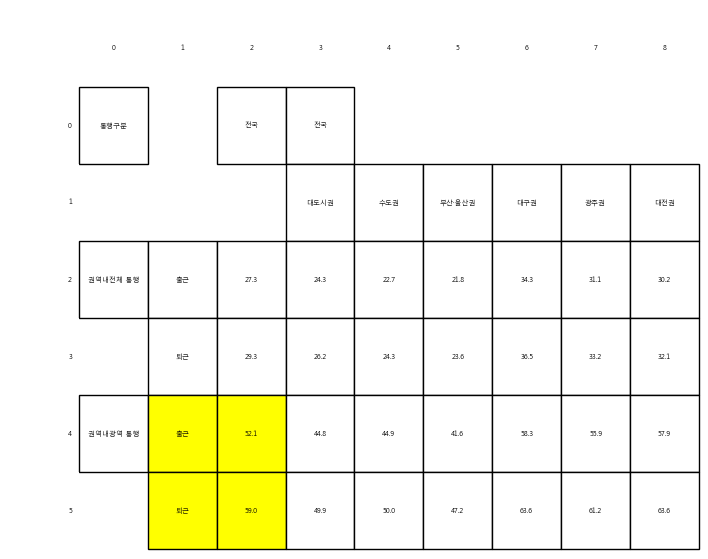 0 1 2 3 4 5 6 7 8
0 통행구분 전국 전국
1 대도시권 수도권 부산·울산권 대구권 광주권 대전권
2 권역내전체 통행 출근 27.3 24.3 22.7 21.8 34.3 31.1 30.2
3 퇴근 29.3 26.2 24.3 23.6 36.5 33.2 32.1
4 권역내광역 통행 출근 52.1 44.8 44.9 41.6 58.3 55.9 57.9
5 퇴근 59.0 49.9 50.0 47.2 63.6 61.2 63.6